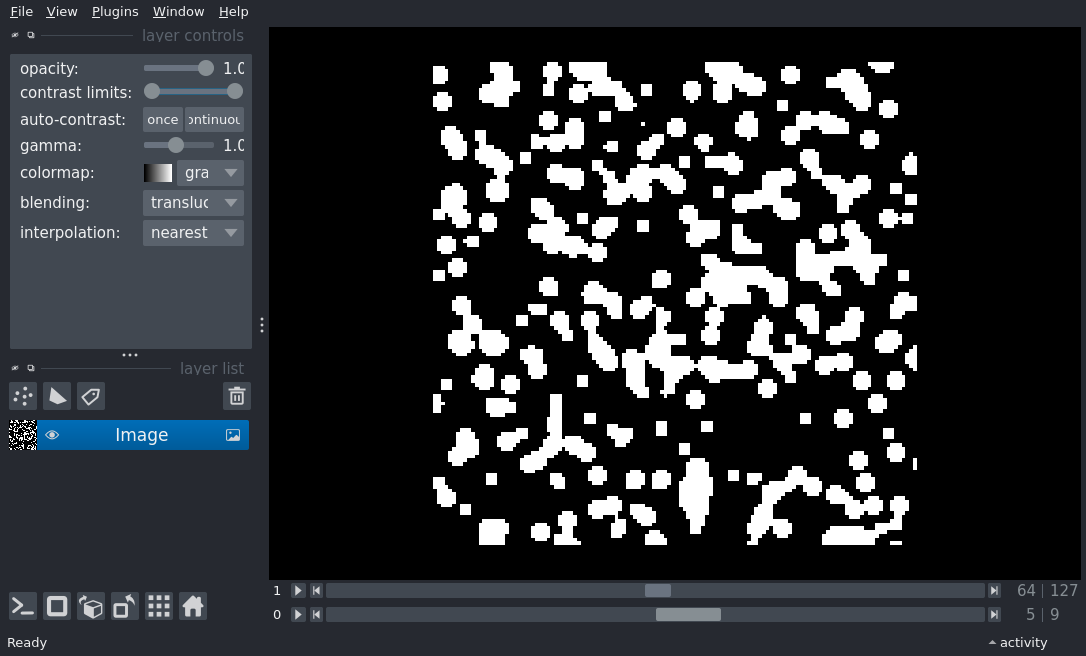 File View Plugins Window Help
layer controls
opacity: 1.0
contrast limits:
auto-contrast: once ontinuou
gamma: 1.0
colormap: gra
blending: transluc
interpolation: nearest
layer list
Image
1 64 127
0 5 9
Ready activity